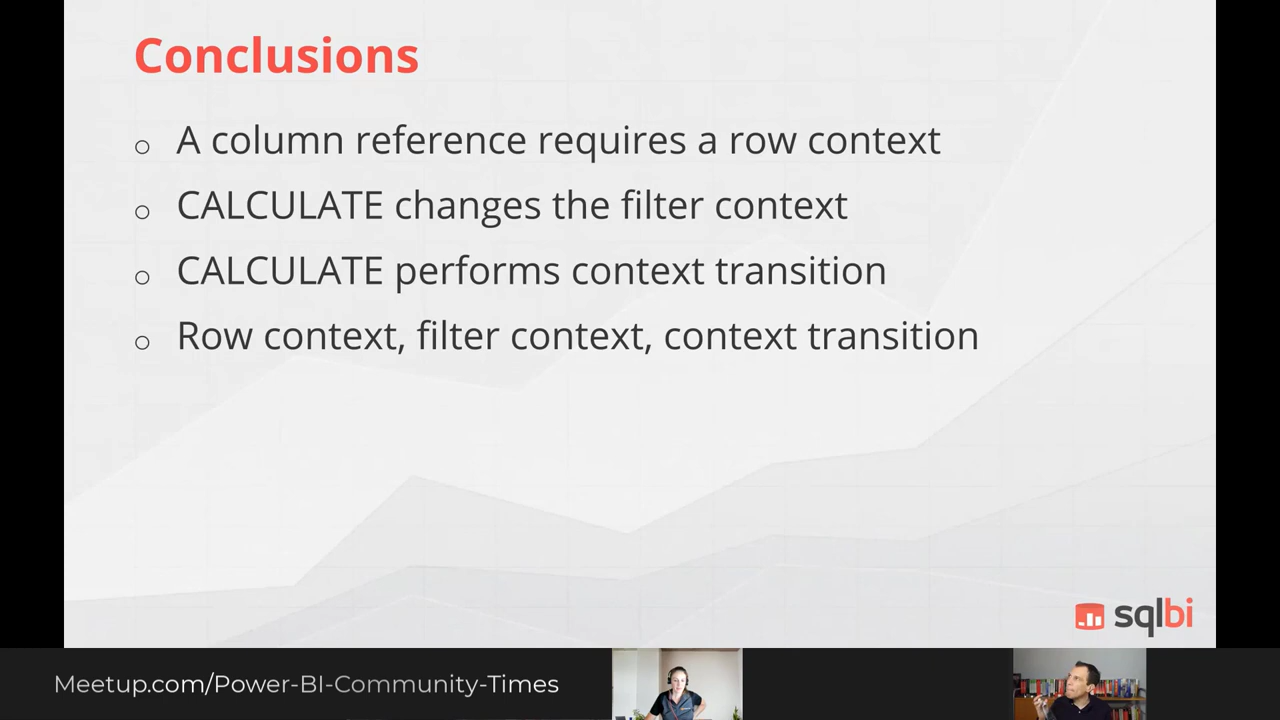 Conclusions
A column reference requires a row context
CALCULATE changes the filter context
CALCULATE performs context transition
Row context, filter context, context transition
sqlbi
Meetup.com/Power-BI-Community-Times